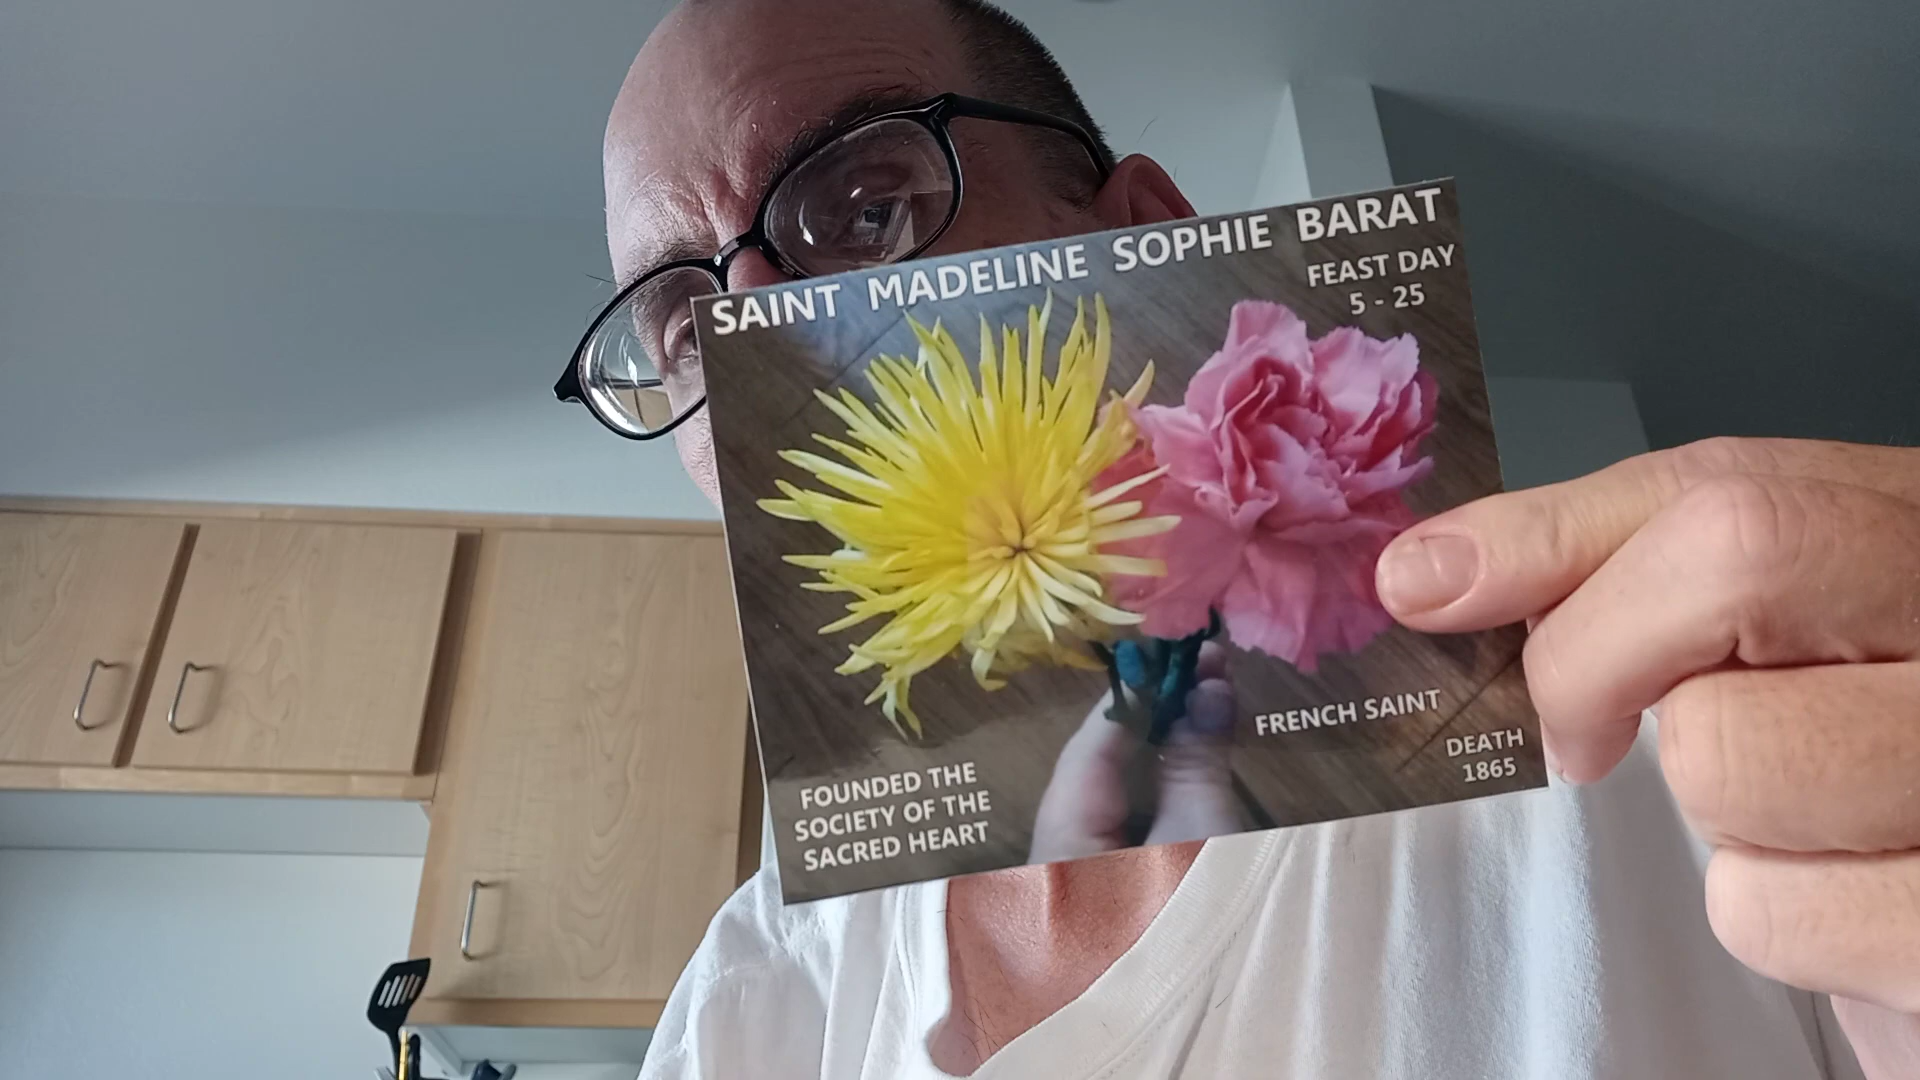 SAINT MADELINE SOPHIE BARAT
FEAST DAY
5 - 25
FRENCH SAINT
DEATH
1865
FOUNDED THE
SOCIETY OF THE
SACRED HEART